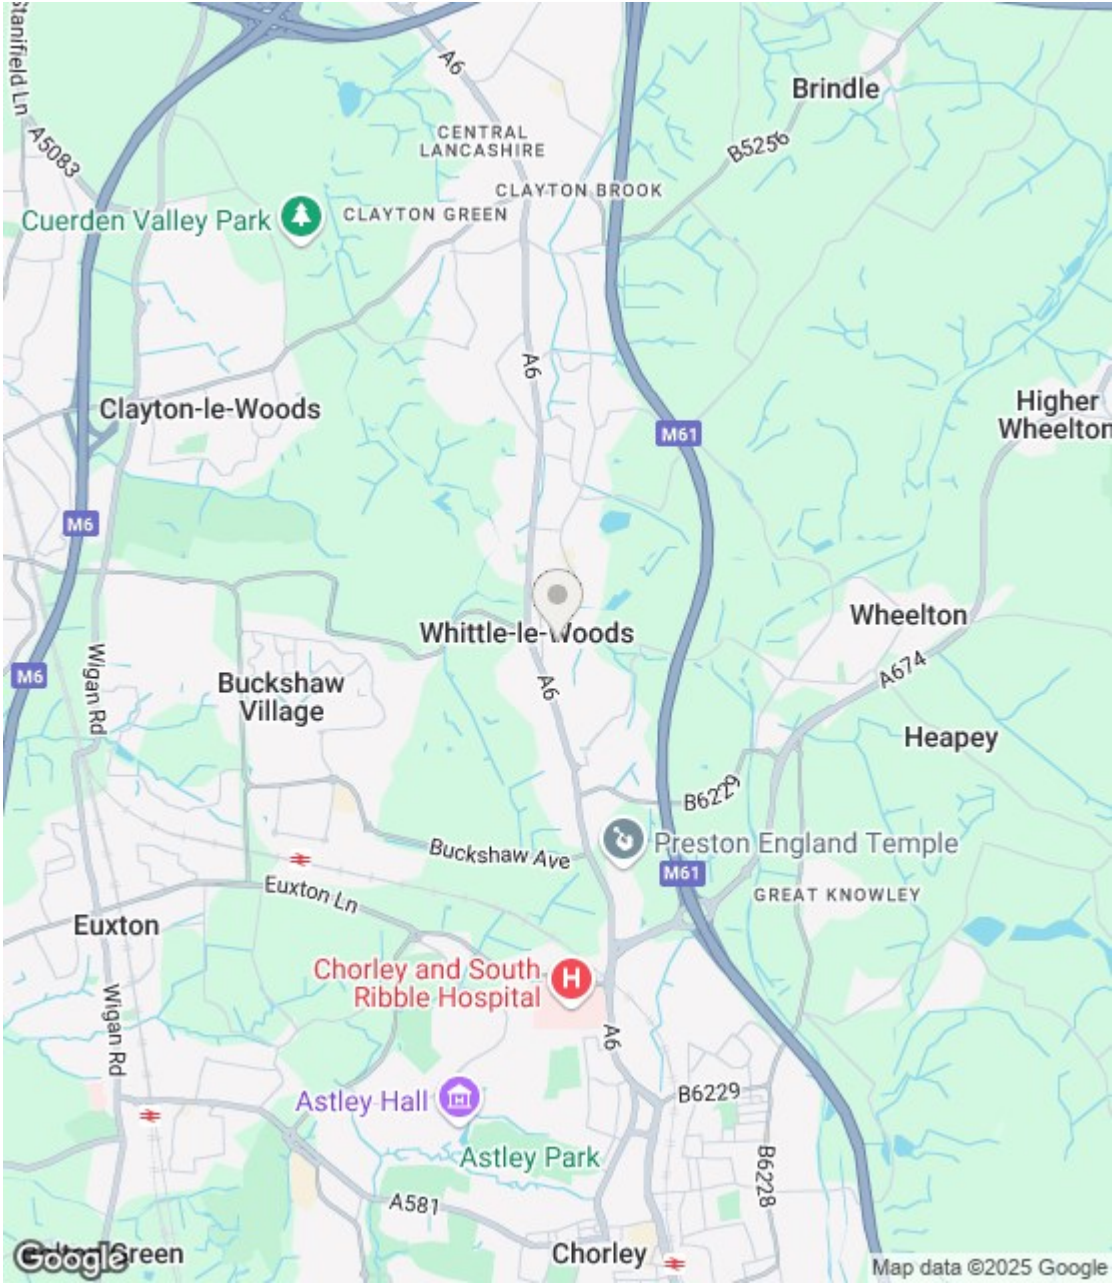 Stanifield Ln
A6
Brindle
A5083
CENTRAL
LANCASHIRE
B5256
CLAYTON BROOK
Cuerden Valley Park
CLAYTON GREEN
A6
Clayton-le-Woods
Higher
Wheelton
M61
M6
Wheelton
Whittle-le-Woods
A674
M6
Wigan Rd
Buckshaw
Village
A6
Heapey
B6229
Buckshaw Ave
Preston England Temple
M61
Euxton Ln
GREAT KNOWLEY
Euxton
Chorley and South
Ribble Hospital
H
Wigan Rd
A6
Astley Hall
B6229
Astley Park
B6228
A581
Chorley
Green
Google
Map data ©2025 Google